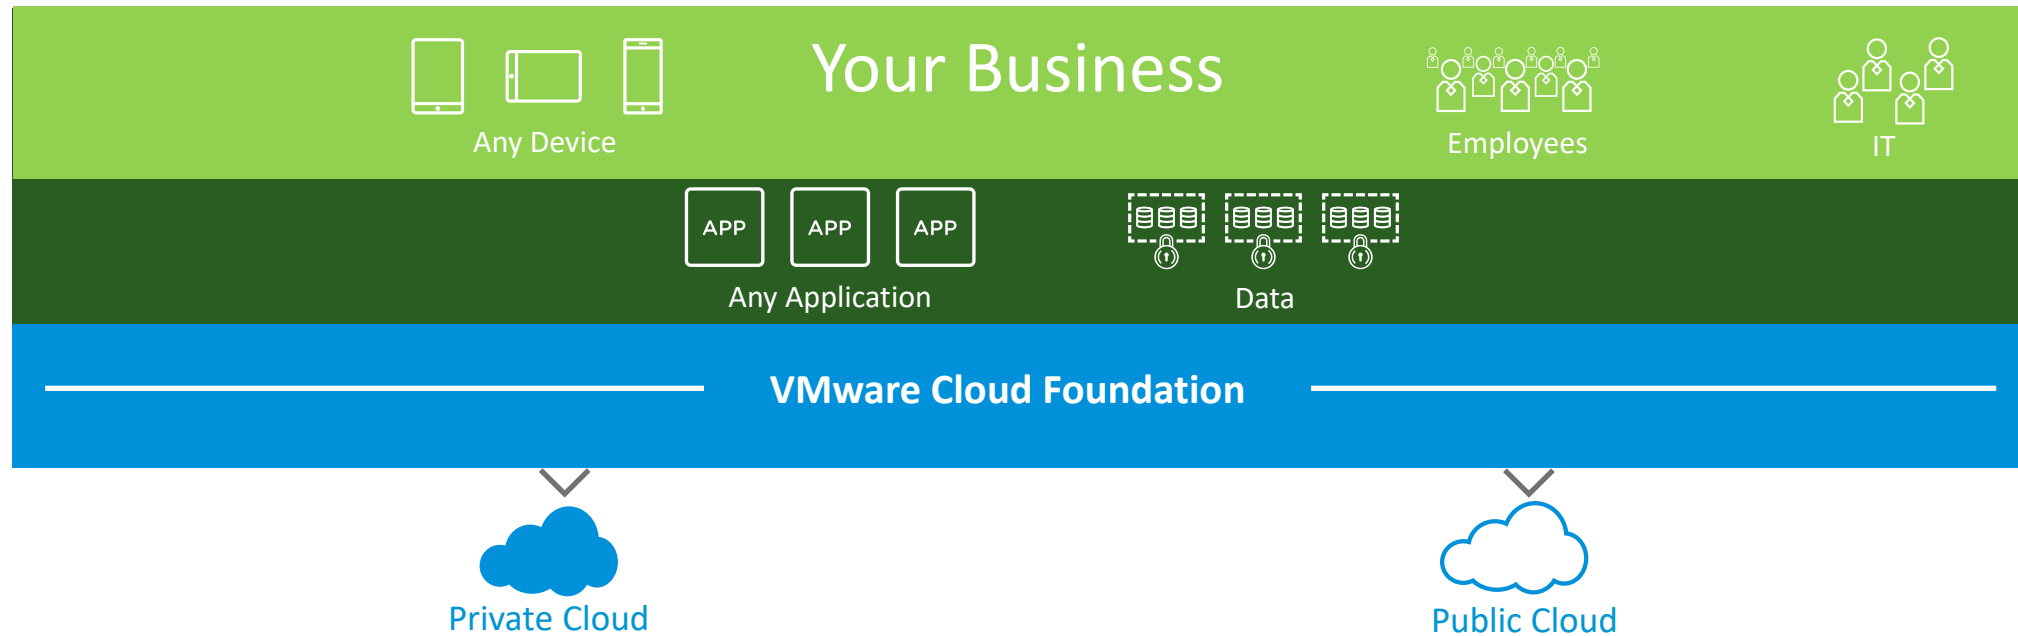 Your Business
Any Device
Employees
IT
APP
APP
APP
Any Application
Data
VMware Cloud Foundation
Private Cloud
Public Cloud